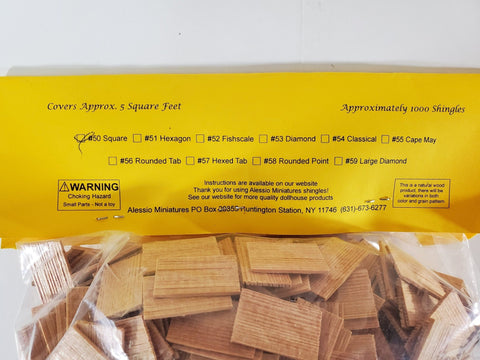 Covers Approx. 5 Square Feet
Approximately 1000 Shingles
#50 Square #51 Hexagon #52 Fishscale #53 Diamond #54 Classical #55 Cape May
#56 Rounded Tab #57 Hexed Tab #58 Rounded Point #59 Large Diamond
WARNING
Choking Hazard
Small Parts - Not a toy
Instructions are available on our website
Thank you for using Alessio Miniatures shingles!
See our website for more quality dollhouse products
This is a natural wood
product, there will be
variations in both
color and grain pattern.
Alessio Miniatures PO Box Huntington Station, NY 11746 (631)-673-6277